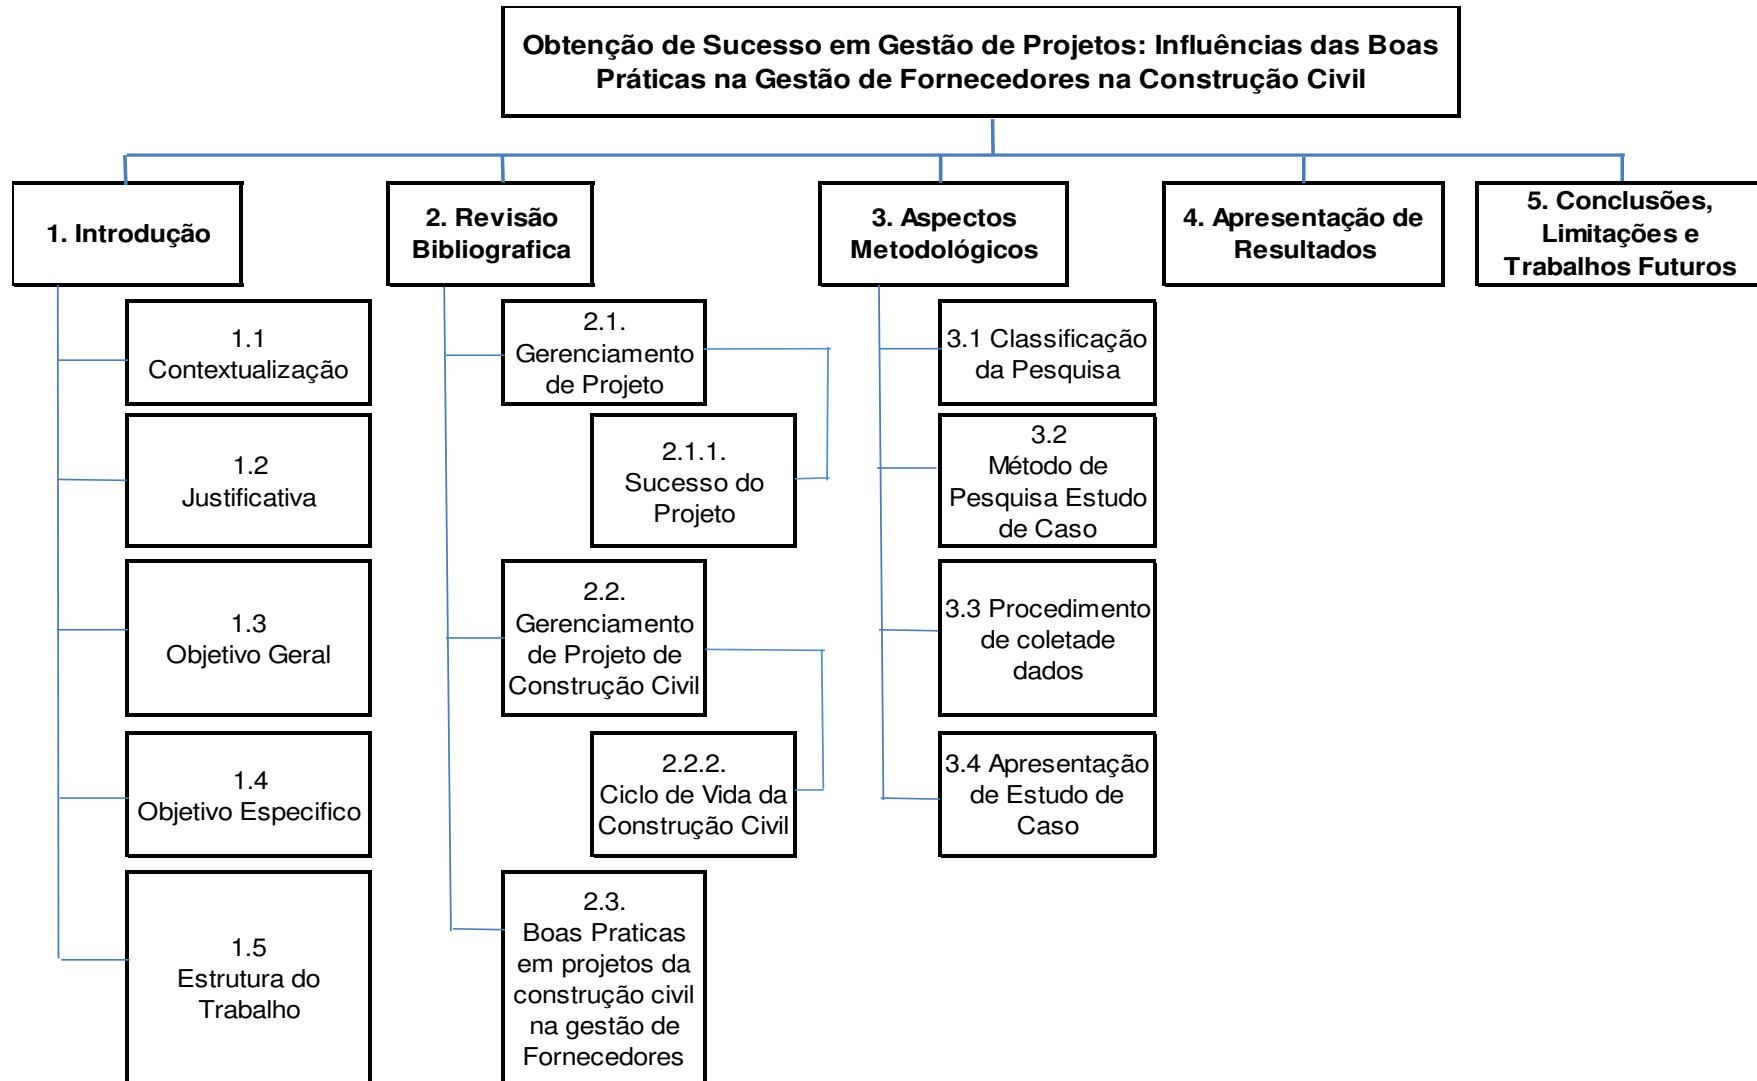 Obtenção de Sucesso em Gestão de Projetos: Influências das Boas
Práticas na Gestão de Fornecedores na Construção Civil
1. Introdução
2. Revisão
Bibliografica
3. Aspectos
Metodológicos
4. Apresentação de
Resultados
5. Conclusões,
Limitações e
Trabalhos Futuros
1.1
Contextualização
1.2
Justificativa
1.3
Objetivo Geral
1.4
Objetivo Especifico
1.5
Estrutura do
Trabalho
2.1.
Gerenciamento
de Projeto
2.1.1.
Sucesso do
Projeto
2.2.
Gerenciamento
de Projeto de
Construção Civil
2.2.2.
Ciclo de Vida da
Construção Civil
2.3.
Boas Praticas
em projetos da
construção civil
na gestão de
Fornecedores
3.1 Classificação
da Pesquisa
3.2
Método de
Pesquisa Estudo
de Caso
3.3 Procedimento
de coletade
dados
3.4 Apresentação
de Estudo de
Caso